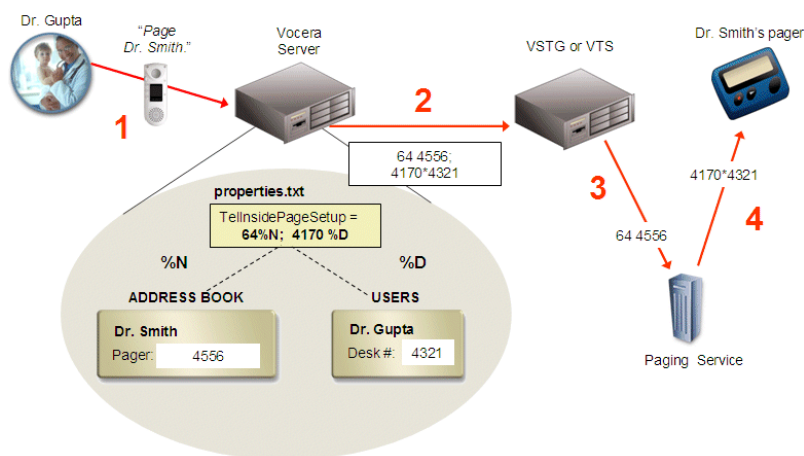 Dr. Gupta
“Page
Dr. Smith.”
Vocera
Server
VSTG or VTS
Dr. Smith's pager
1
2
64 4556;
4170*4321
3
4170*4321
4
64 4556
properties.txt
TelInsidePageSetup =
64%N; 4170 %D
%N
%D
ADDRESS BOOK
USERS
Dr. Smith
Pager: 4556
Dr. Gupta
Desk #: 4321
Paging Service